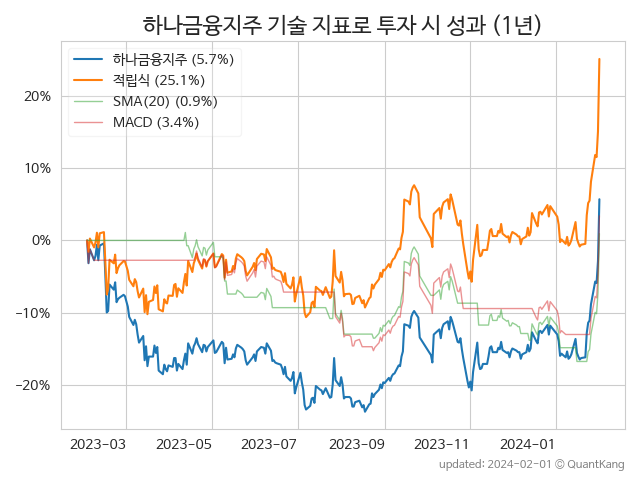 하나금융지주 기술 지표로 투자 시 성과 (1년)
하나금융지주 (5.7%)
적립식 (25.1%)
SMA(20) (0.9%)
MACD (3.4%)
20%
10%
0%
−10%
−20%
2023-03 2023-05 2023-07 2023-09 2023-11 2024-01
updated: 2024-02-01 © QuantKang